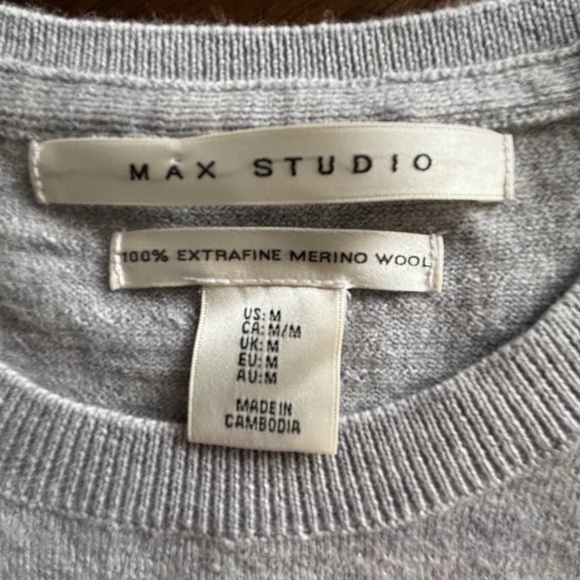 MAX STUDIO
100% EXTRAFINE MERINO WOOL
US: M
CA: M/M
UK: M
EU: M
AU: M
MADE IN
CAMBODIA